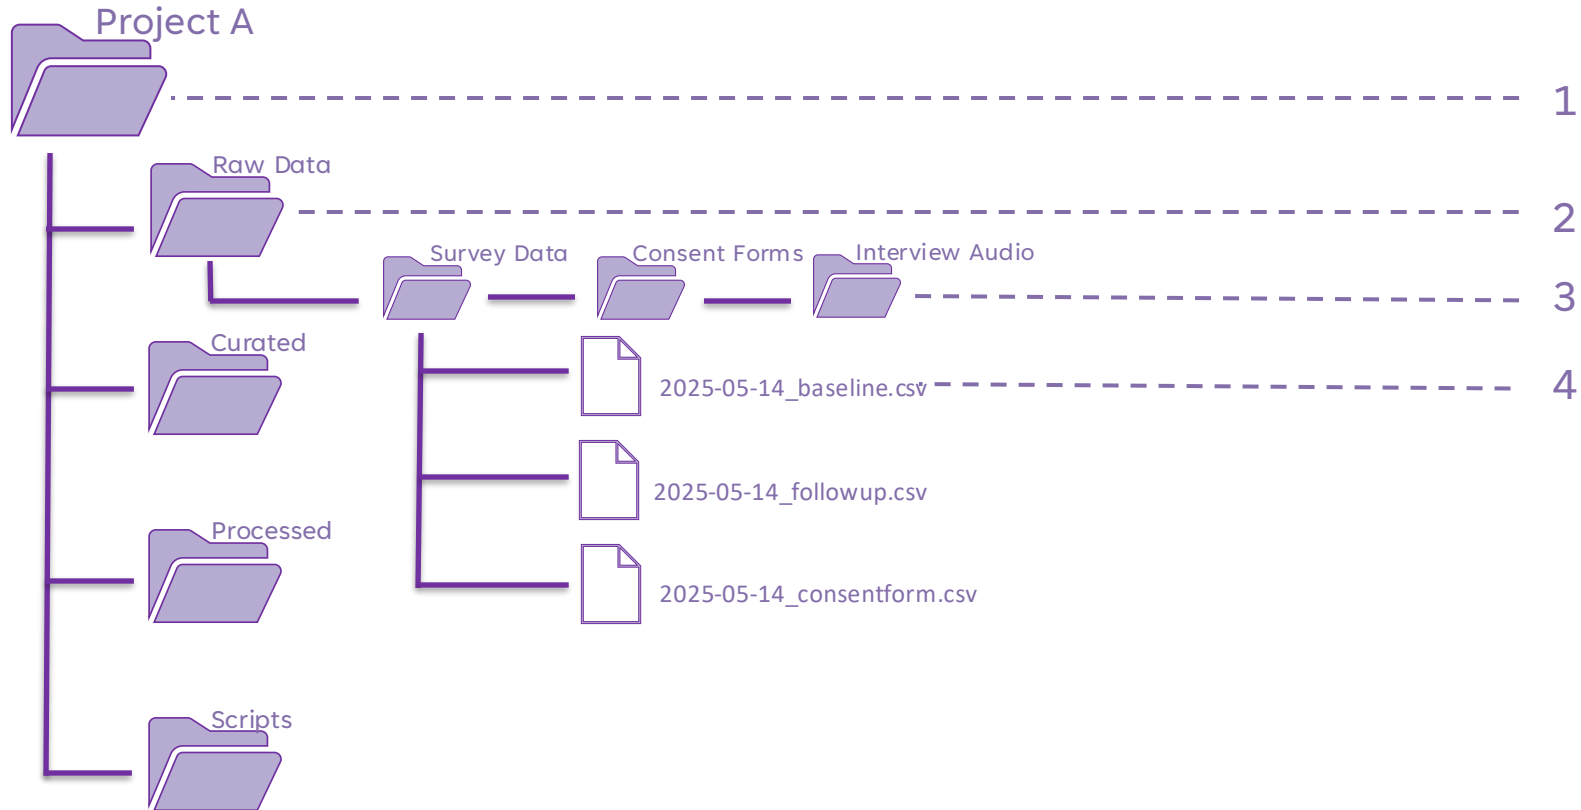 Project A
1
Raw Data
2
Survey Data
Consent Forms
Interview Audio
3
Curated
2025-05-14_baseline.csv
4
2025-05-14_followup.csv
Processed
2025-05-14_consentform.csv
Scripts